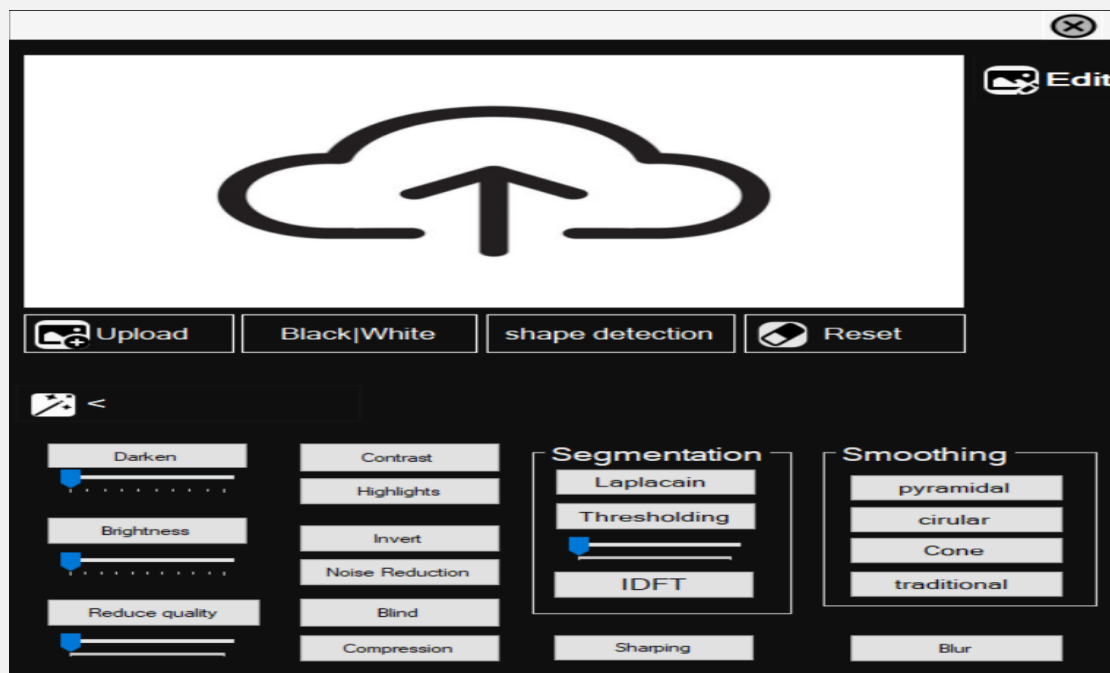 Edit
Upload
Black|White
shape detection
Reset
<
Darken
Brightness
Reduce quality
Contrast
Highlights
Invert
Noise Reduction
Blind
Compression
Segmentation
Laplacain
Thresholding
IDFT
Sharping
Smoothing
pyramidal
cirular
Cone
traditional
Blur